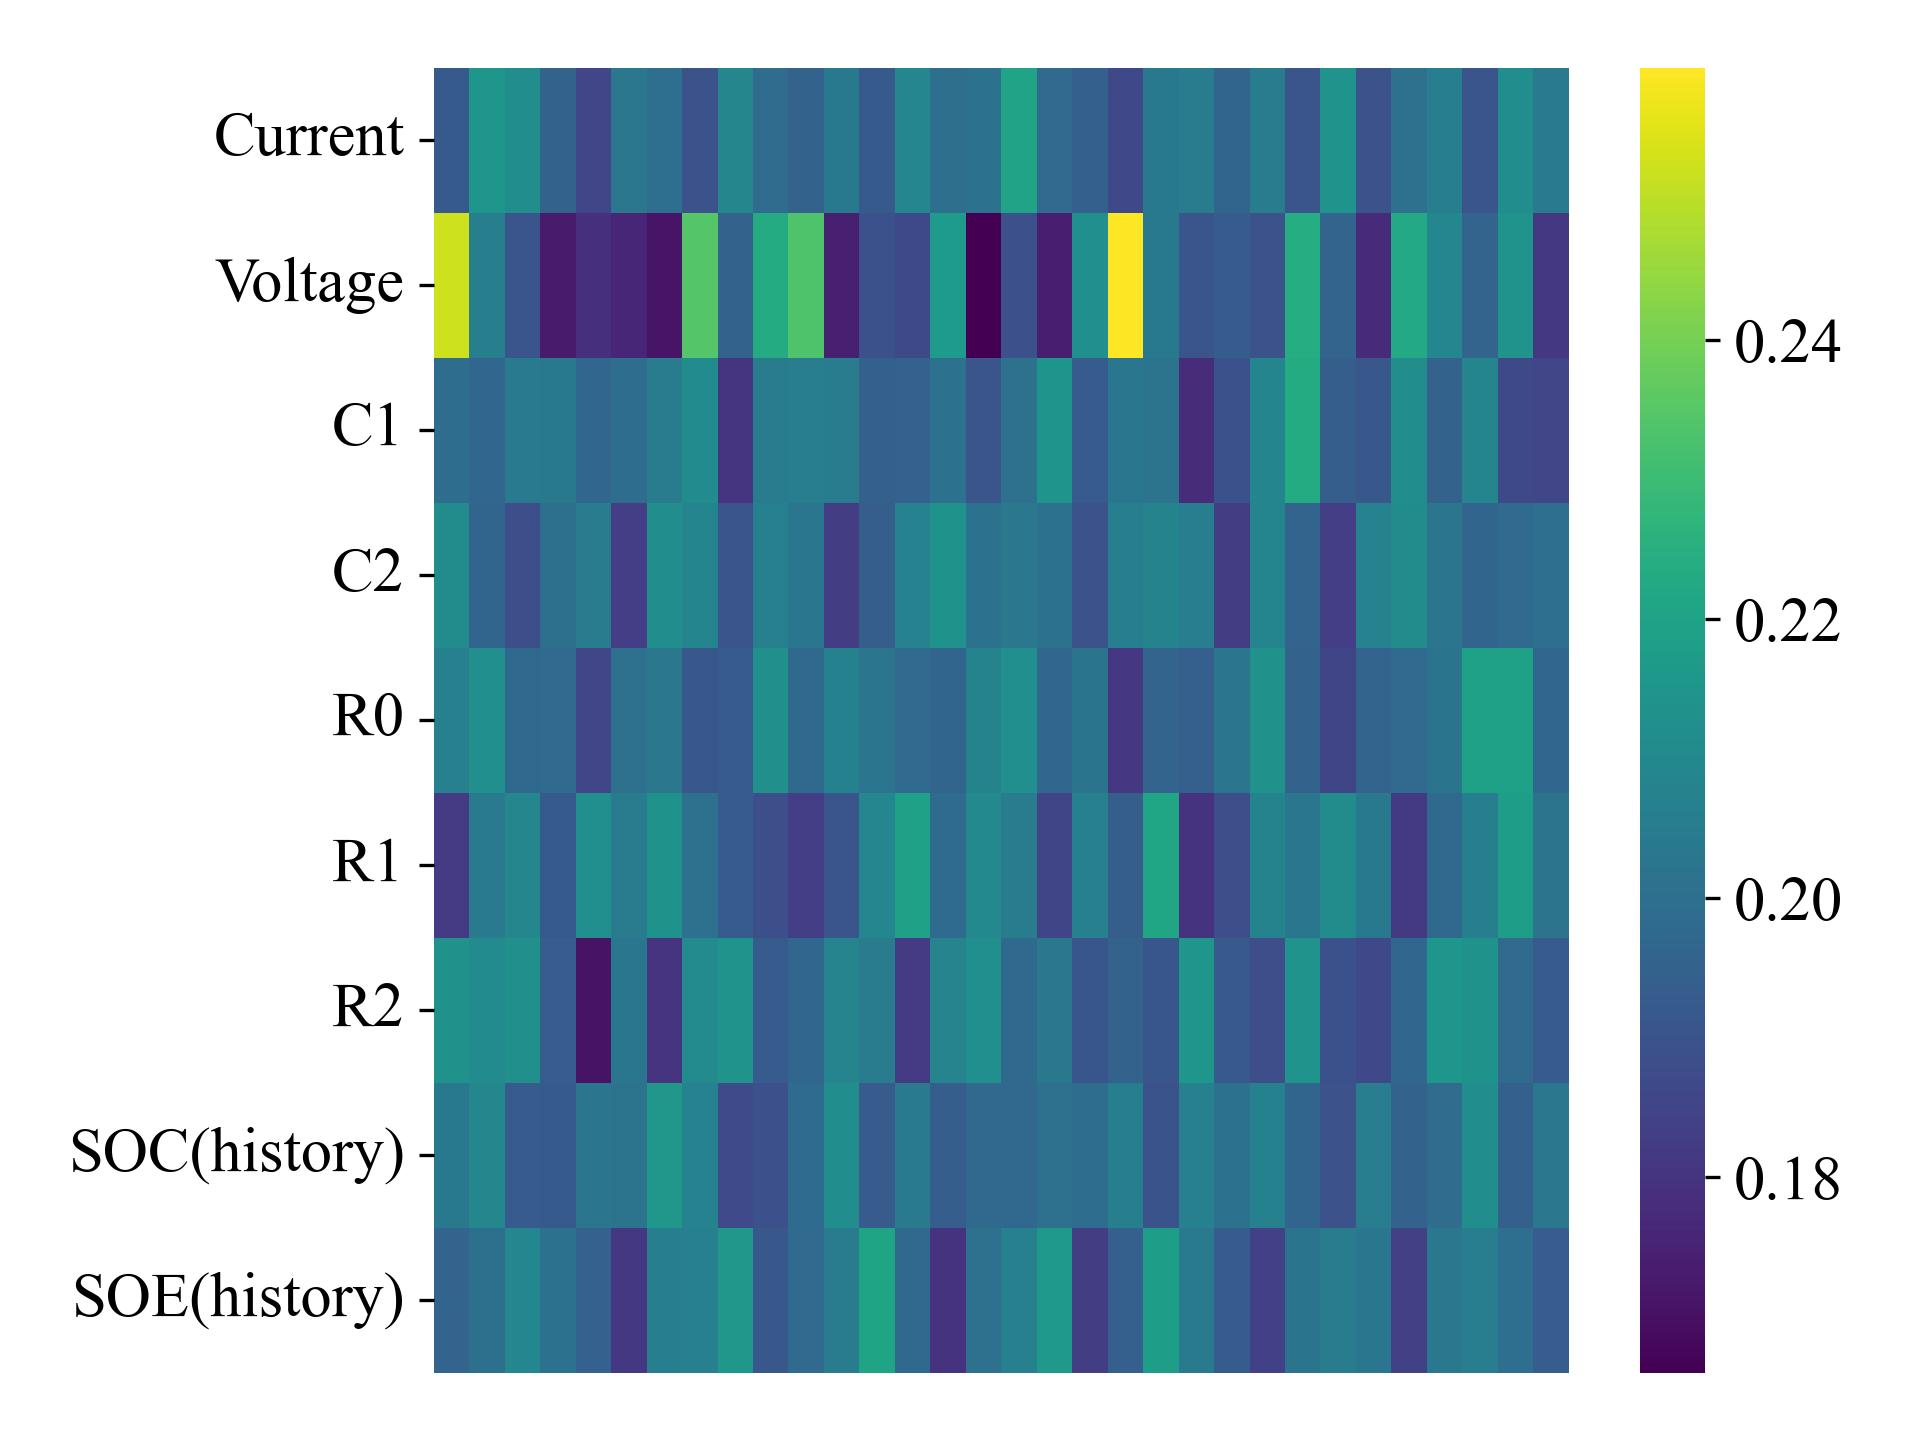 Current
Voltage
C1
C2
R0
R1
R2
SOC(history)
SOE(history)
0.24
0.22
0.20
0.18